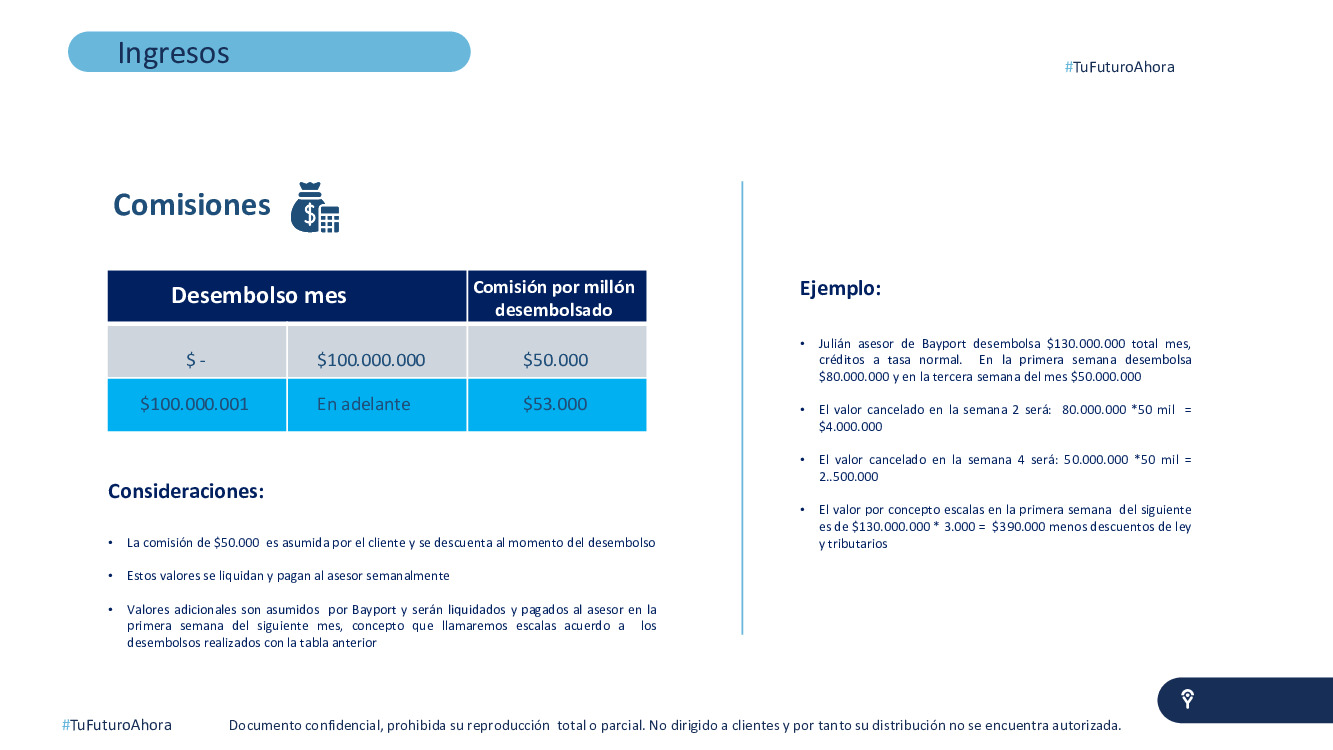 Ingresos
#TuFuturoAhora
Comisiones
Desembolso mes
Comisión por millón
desembolsado
$ -
$100.000.000
$50.000
$100.000.001
En adelante
$53.000
Consideraciones:
• La comisión de $50.000 es asumida por el cliente y se descuenta al momento del desembolso
• Estos valores se liquidan y pagan al asesor semanalmente
• Valores adicionales son asumidos por Bayport y serán liquidados y pagados al asesor en la
primera semana del siguiente mes, concepto que llamaremos escalas acuerdo a los
desembolsos realizados con la tabla anterior
Ejemplo:
• Julián asesor de Bayport desembolsa $130.000.000 total mes,
créditos a tasa normal. En la primera semana desembolsa
$80.000.000 y en la tercera semana del mes $50.000.000
• El valor cancelado en la semana 2 será: 80.000.000 *50 mil =
$4.000.000
• El valor cancelado en la semana 4 será: 50.000.000 *50 mil =
2..500.000
• El valor por concepto escalas en la primera semana del siguiente
es de $130.000.000 * 3.000 = $390.000 menos descuentos de ley
y tributarios
#TuFuturoAhora
Documento confidencial, prohibida su reproducción total o parcial. No dirigido a clientes y por tanto su distribución no se encuentra autorizada.